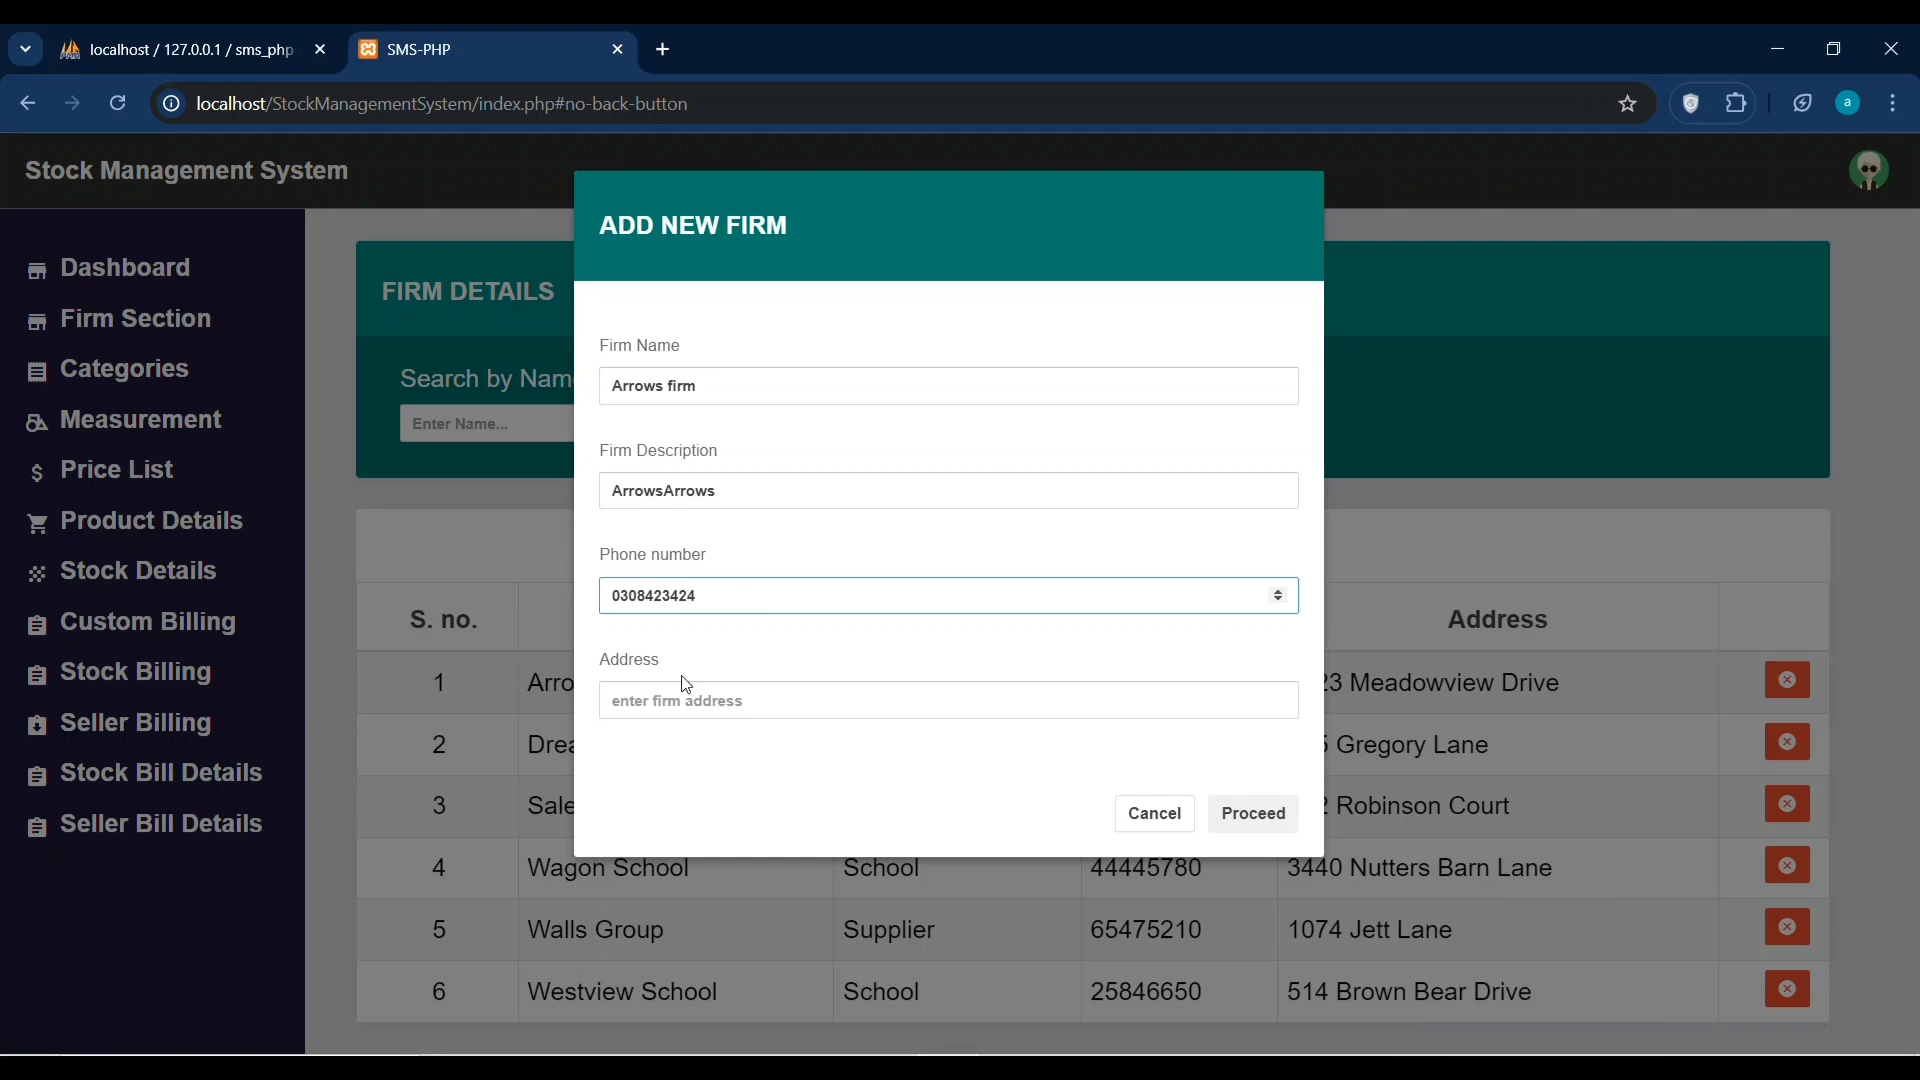 localhost / 127.0.0.1 / sms_php
SMS-PHP
localhost/StockManagementSystem/index.php#no-back-button
a
Stock Management System
Dashboard
Firm Section
Categories
Measurement
Price List
Product Details
Stock Details
Custom Billing
Stock Billing
Seller Billing
Stock Bill Details
Seller Bill Details
FIRM DETAILS
Search by Nam
Enter Name...
ADD NEW FIRM
Firm Name
Arrows firm
Firm Description
ArrowsArrows
Phone number
0308423424
Address
enter firm address
Cancel
Proceed
S. no. Address
1 Arro 23 Meadowview Drive
2 Drea Gregory Lane
3 Sale Robinson Court
4 Wagon School School 44445780 3440 Nutters Barn Lane
5 Walls Group Supplier 65475210 1074 Jett Lane
6 Westview School School 25846650 514 Brown Bear Drive